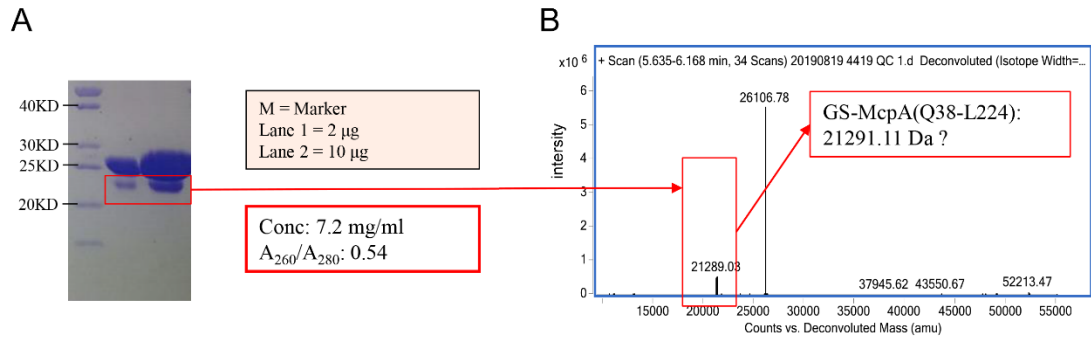 A
B
40KD
30KD
25KD
20KD
M = Marker
Lane 1 = 2 µg
Lane 2 = 10 µg
Conc: 7.2 mg/ml
A260/A280: 0.54
x10 6
+ Scan (5.635-6.168 min, 34 Scans) 20190819 4419 QC 1.d Deconvoluted (Isotope Width=...
6
5
4
3
2
1
0
intersity
26106.78
GS-McpA(Q38-L224):
21291.11 Da ?
21289.03
37945.62
43550.67
52213.47
15000
20000
25000
30000
35000
40000
45000
50000
55000
Counts vs. Deconvoluted Mass (amu)